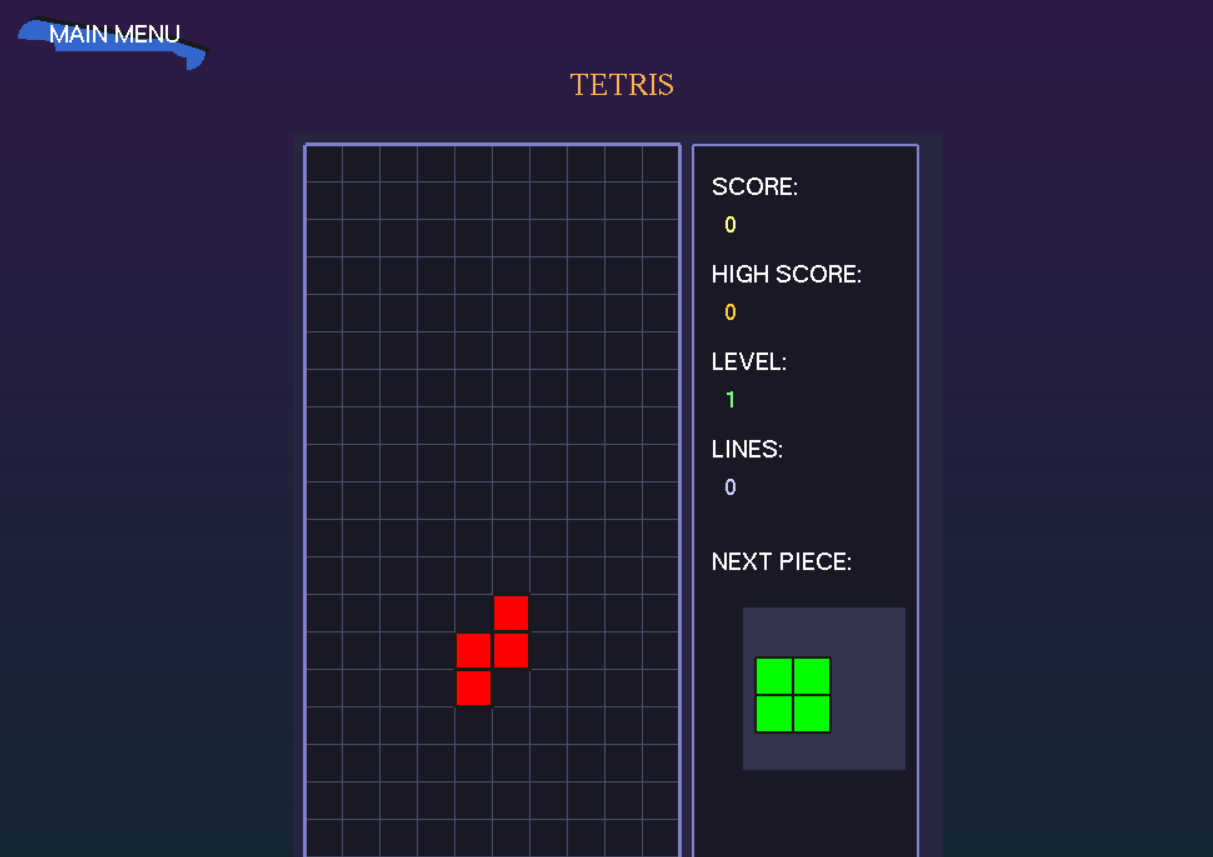 MAIN MENU
TETRIS
SCORE:
0
HIGH SCORE:
0
LEVEL:
1
LINES:
0
NEXT PIECE: